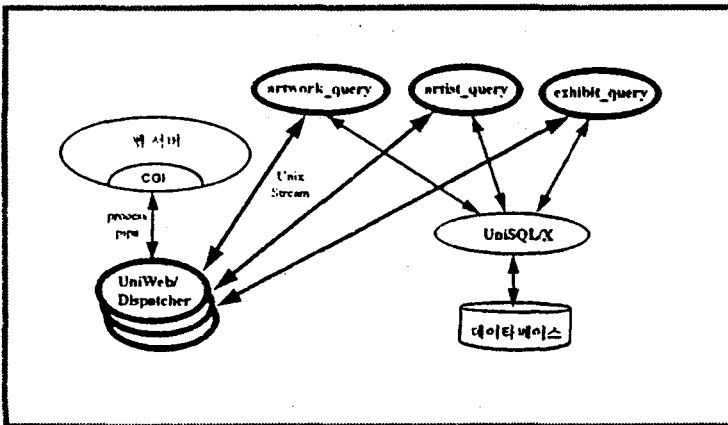 artwork_query
artist_query
exhibit_query
웹 서버
CGI
process
pipe
Unix
Stream
UniSQL/X
UniWeb/
Dispatcher
데이타베이스